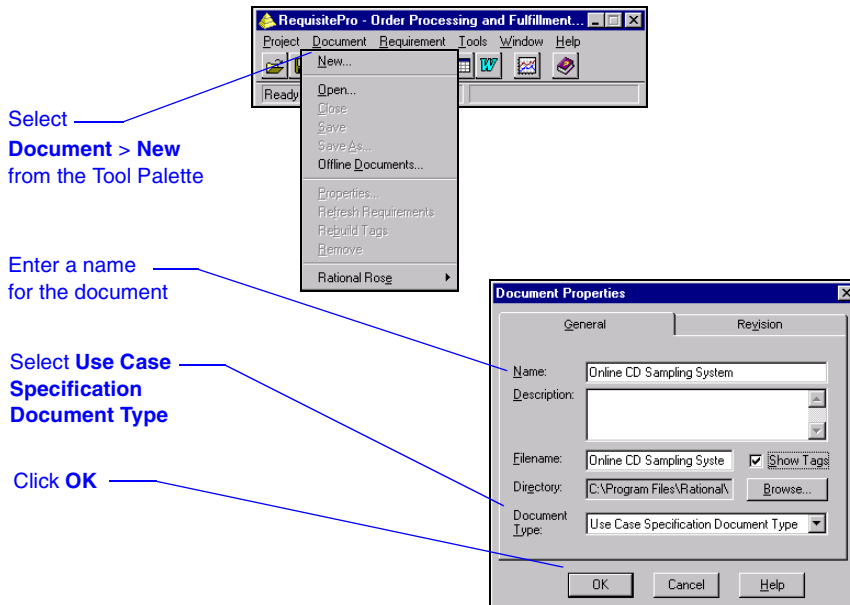 RequisitePro - Order Processing and Fulfillment...
Project Document Requirement Tools Window Help
New...
Ready
Open...
Close
Save
Save As...
Offline Documents...
Properties...
Refresh Requirements
Rebuild Tags
Remove
Rational Rose
Select
Document > New
from the Tool Palette
Enter a name
for the document
Select Use Case
Specification
Document Type
Click OK
Document Properties
General Revision
Name: Online CD Sampling System
Description:
Filename: Online CD Sampling Syste Show Tags
Directory: C:\Program Files\Rational\ Browse...
Document
Type: Use Case Specification Document Type
OK Cancel Help